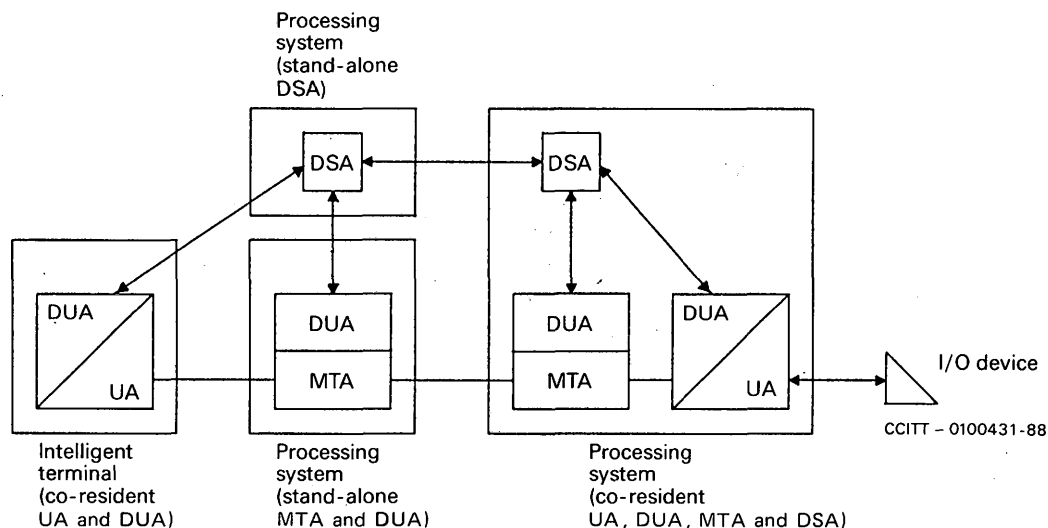 Processing
system
(stand-alone
DSA)
DSA
DSA
DUA
UA
DUA
MTA
DUA
MTA
DUA
UA
I/O device
CCITT – 0100431-88
Intelligent
terminal
(co-resident
UA and DUA)
Processing
system
(stand-alone
MTA and DUA)
Processing
system
(co-resident
UA, DUA, MTA and DSA)